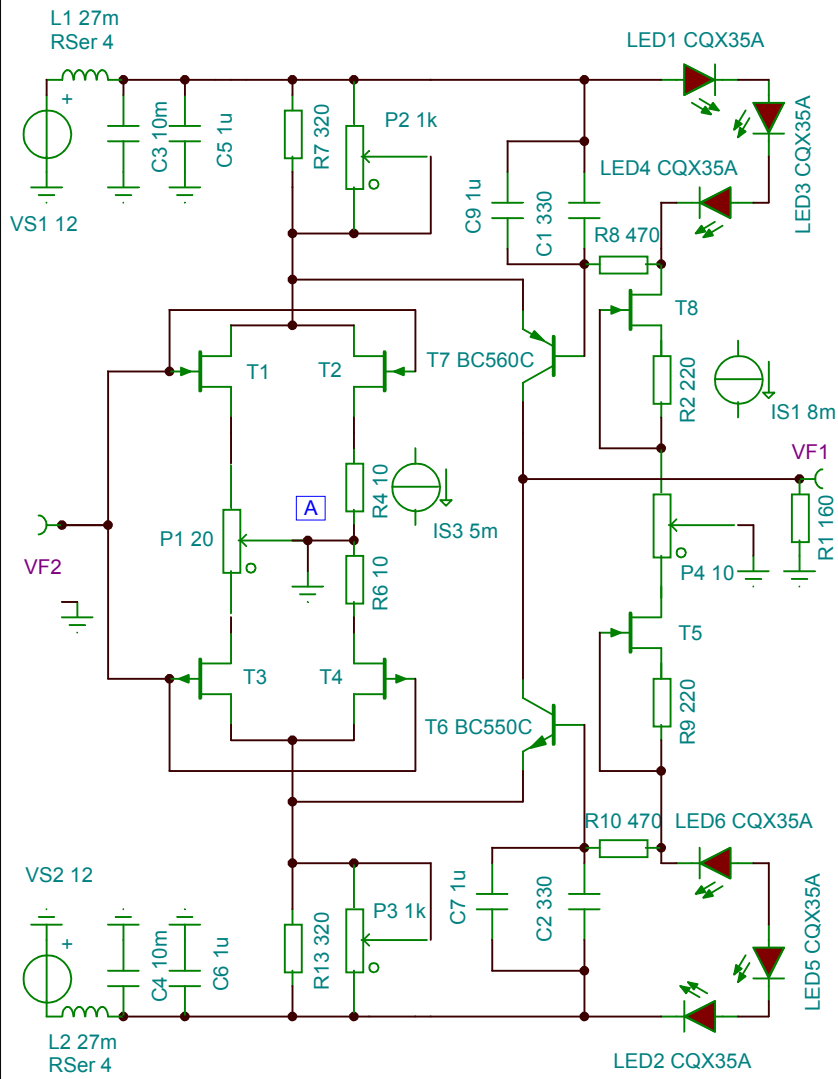 L1 27m
RSer 4
LED1 CQX35A
+
VS1 12
C3 10m
C5 1u
R7 320
P2 1k
C9 1u
C1 330
LED4 CQX35A
LED3 CQX35A
R8 470
T8
T1
T2
T7 BC560C
R2 220
IS1 8m
VF1
A
R4 10
IS3 5m
R1 160
VF2
P1 20
R6 10
P4 10
T5
T3
T4
T6 BC550C
R9 220
R10 470
LED6 CQX35A
VS2 12
+
C4 10m
C6 1u
R13 320
P3 1k
C7 1u
C2 330
LED5 CQX35A
L2 27m
RSer 4
LED2 CQX35A